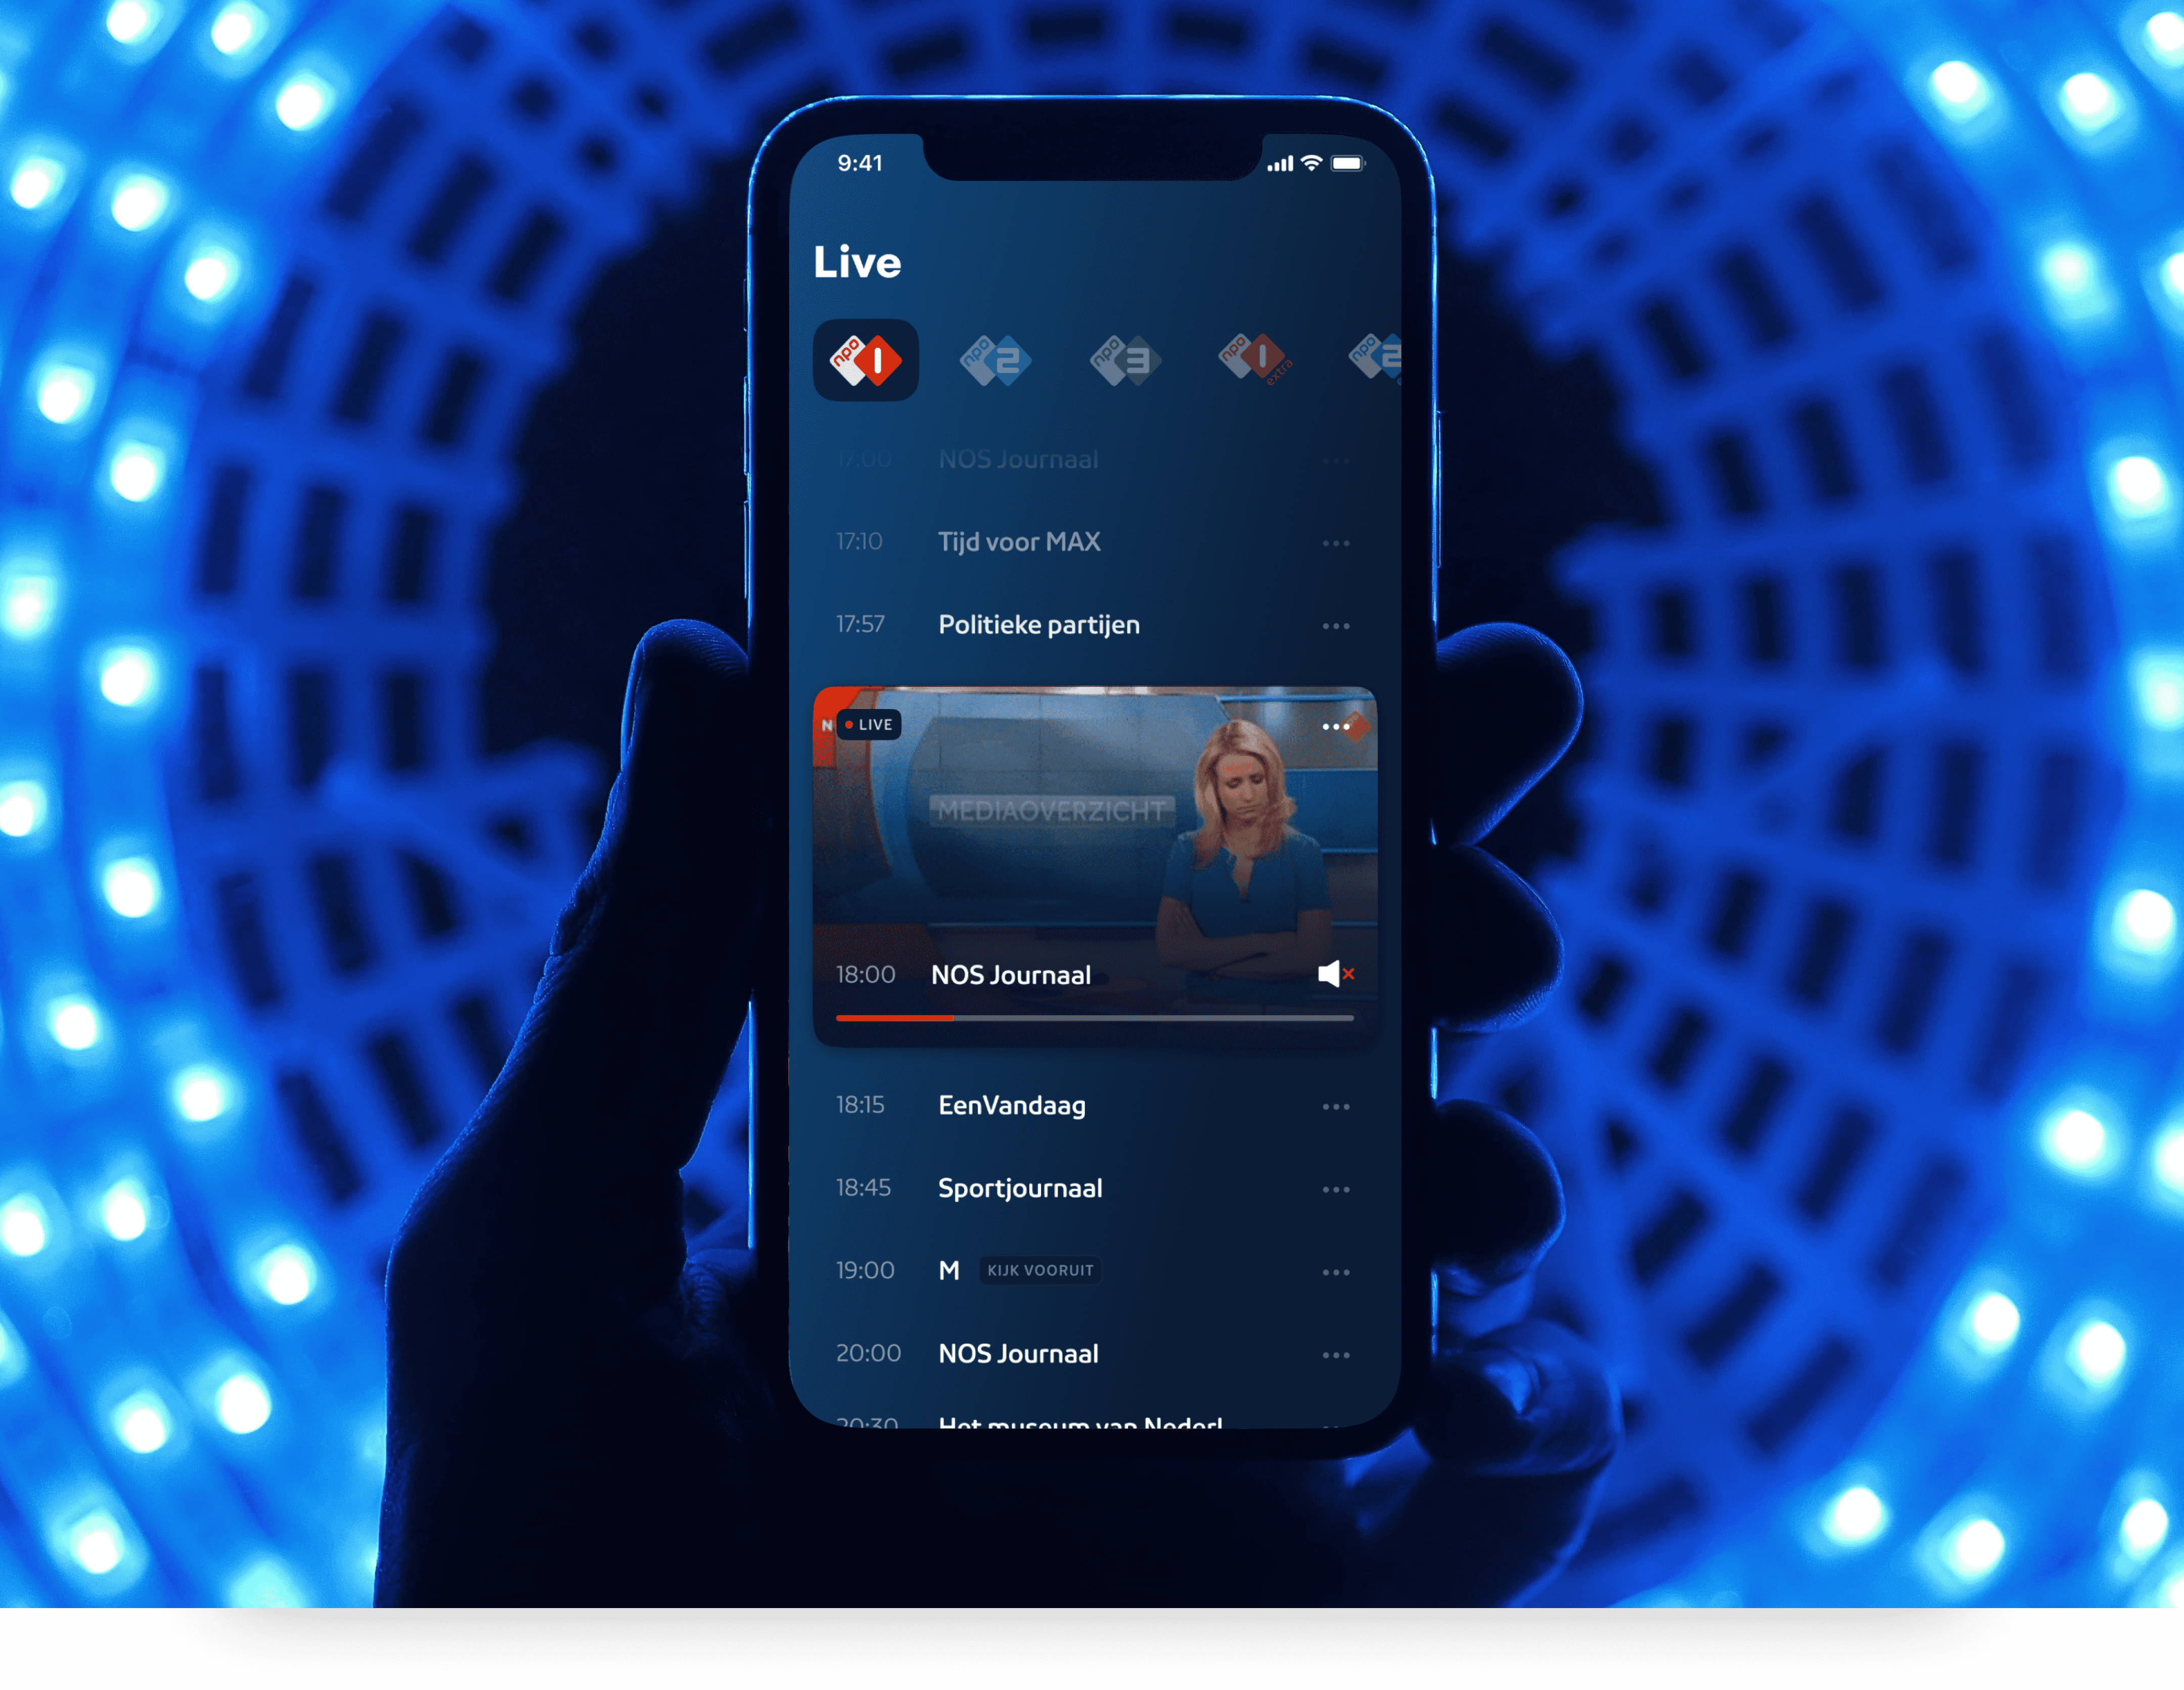 9:41
Live
npo 1
npo 2
npo 3
npo 1 extra
npo 2
17:00 NOS Journaal
17:10 Tijd voor MAX
17:57 Politieke partijen
N LIVE
MEDIAOVERZICHT
18:00 NOS Journaal
18:15 EenVandaag
18:45 Sportjournaal
19:00 M KIJK VOORUIT
20:00 NOS Journaal
20:30 Het museum van Nederl